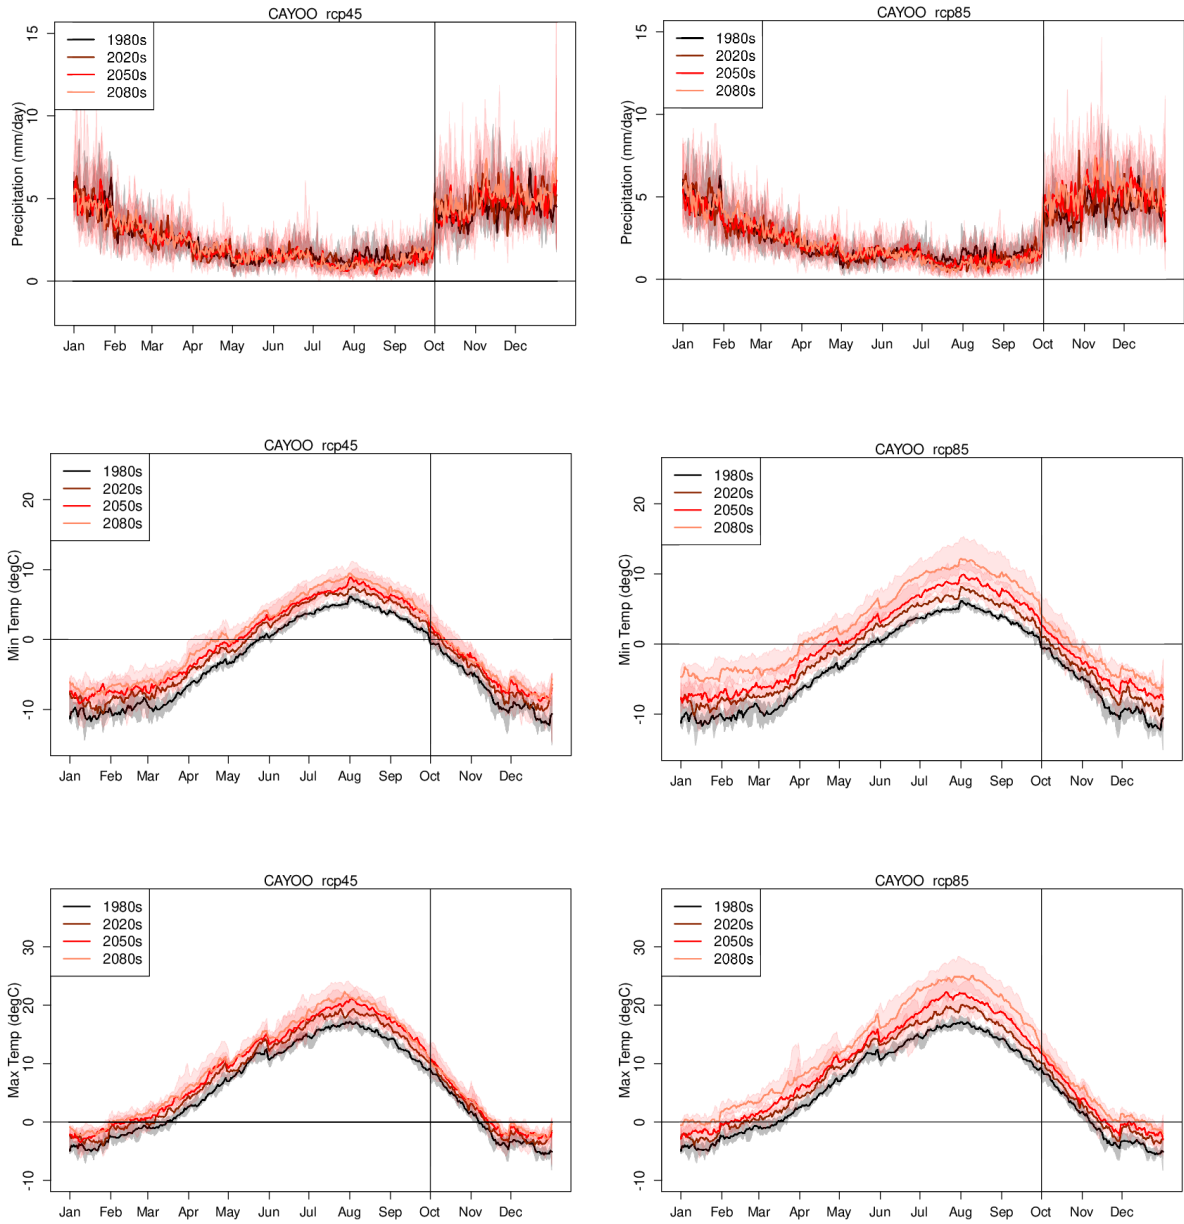 CAYOO rcp45
1980s
2020s
2050s
2080s
Precipitation (mm/day)
15
10
5
0
Jan Feb Mar Apr May Jun Jul Aug Sep Oct Nov Dec
CAYOO rcp85
1980s
2020s
2050s
2080s
Precipitation (mm/day)
15
10
5
0
Jan Feb Mar Apr May Jun Jul Aug Sep Oct Nov Dec
CAYOO rcp45
1980s
2020s
2050s
2080s
Min Temp (degC)
20
10
0
-10
Jan Feb Mar Apr May Jun Jul Aug Sep Oct Nov Dec
CAYOO rcp85
1980s
2020s
2050s
2080s
Min Temp (degC)
20
10
0
-10
Jan Feb Mar Apr May Jun Jul Aug Sep Oct Nov Dec
CAYOO rcp45
1980s
2020s
2050s
2080s
Max Temp (degC)
30
20
10
0
-10
Jan Feb Mar Apr May Jun Jul Aug Sep Oct Nov Dec
CAYOO rcp85
1980s
2020s
2050s
2080s
Max Temp (degC)
30
20
10
0
-10
Jan Feb Mar Apr May Jun Jul Aug Sep Oct Nov Dec